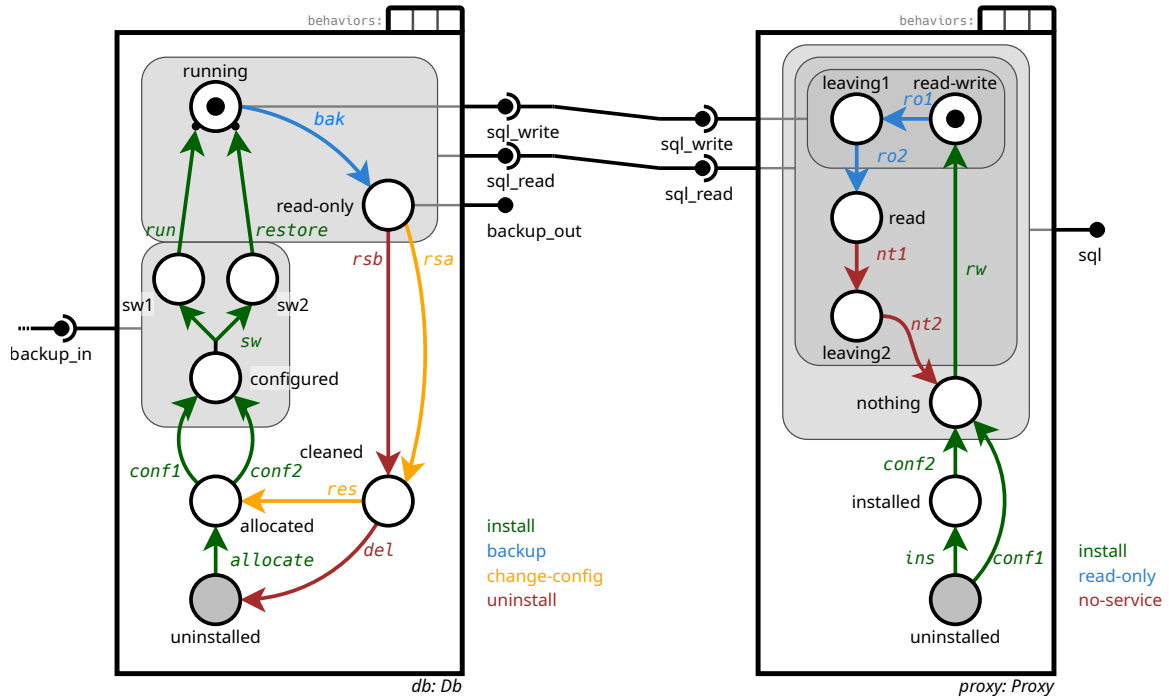 behaviors:
behaviors:
running
bak
sql_write
sql_read
read-only
backup_out
run
restore
rsb
rsa
sw1
sw2
sw
backup_in
configured
cleaned
conf1
conf2
res
allocated
allocate
del
uninstalled
install
backup
change-config
uninstall
db: Db
leaving1
read-write
ro1
sql_write
ro2
sql_read
read
nt1
sql
rw
nt2
leaving2
nothing
conf2
installed
ins
conf1
uninstalled
install
read-only
no-service
proxy: Proxy